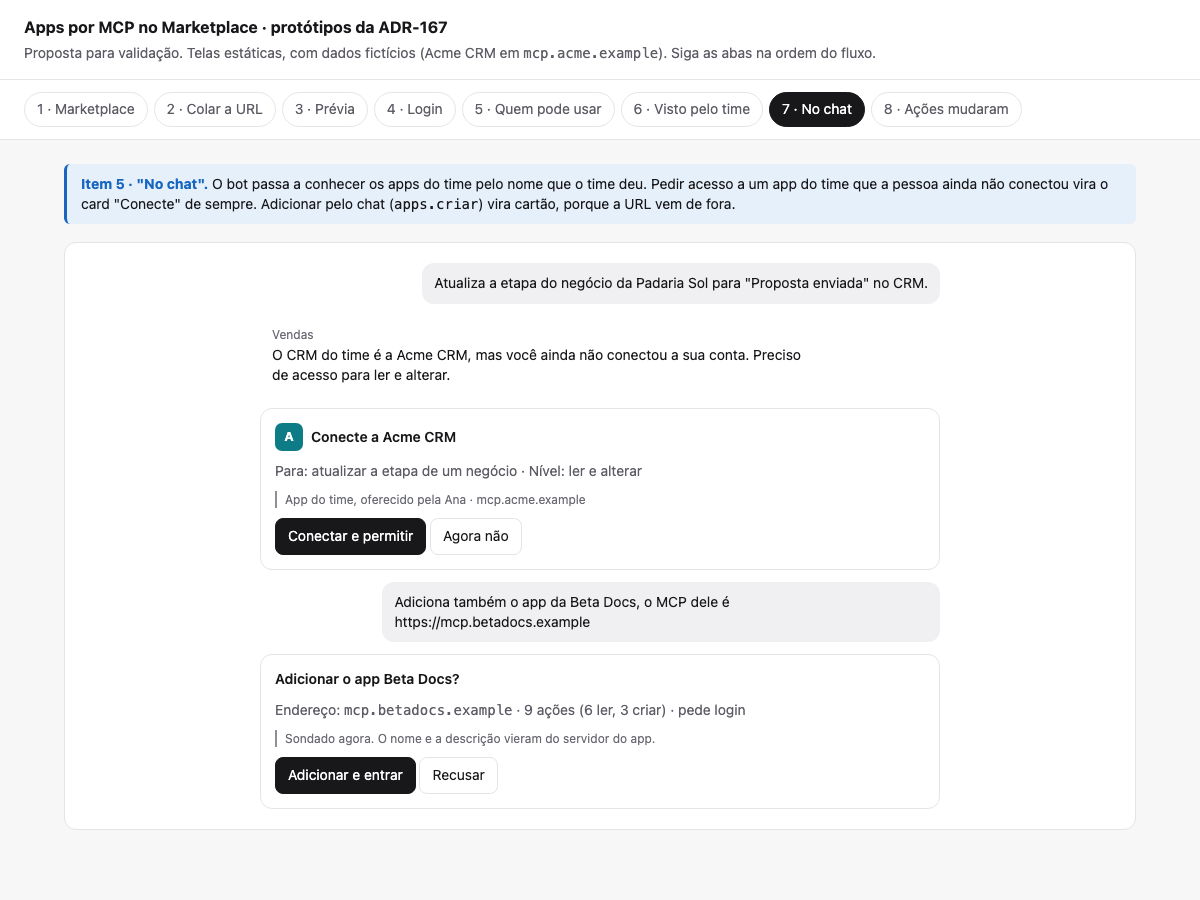 Apps por MCP no Marketplace · protótipos da ADR-167
Proposta para validação. Telas estáticas, com dados fictícios (Acme CRM em mcp.acme.example). Siga as abas na ordem do fluxo.
1 · Marketplace
2 · Colar a URL
3 · Prévia
4 · Login
5 · Quem pode usar
6 · Visto pelo time
7 · No chat
8 · Ações mudaram
Item 5 · "No chat". O bot passa a conhecer os apps do time pelo nome que o time deu. Pedir acesso a um app do time que a pessoa ainda não conectou vira o
card "Conecte" de sempre. Adicionar pelo chat (apps.criar) vira cartão, porque a URL vem de fora.
Atualiza a etapa do negócio da Padaria Sol para "Proposta enviada" no CRM.
Vendas
O CRM do time é a Acme CRM, mas você ainda não conectou a sua conta. Preciso
de acesso para ler e alterar.
A
Conecte a Acme CRM
Para: atualizar a etapa de um negócio · Nível: ler e alterar
App do time, oferecido pela Ana · mcp.acme.example
Conectar e permitir
Agora não
Adiciona também o app da Beta Docs, o MCP dele é
https://mcp.betadocs.example
Adicionar o app Beta Docs?
Endereço: mcp.betadocs.example · 9 ações (6 ler, 3 criar) · pede login
Sondado agora. O nome e a descrição vieram do servidor do app.
Adicionar e entrar
Recusar